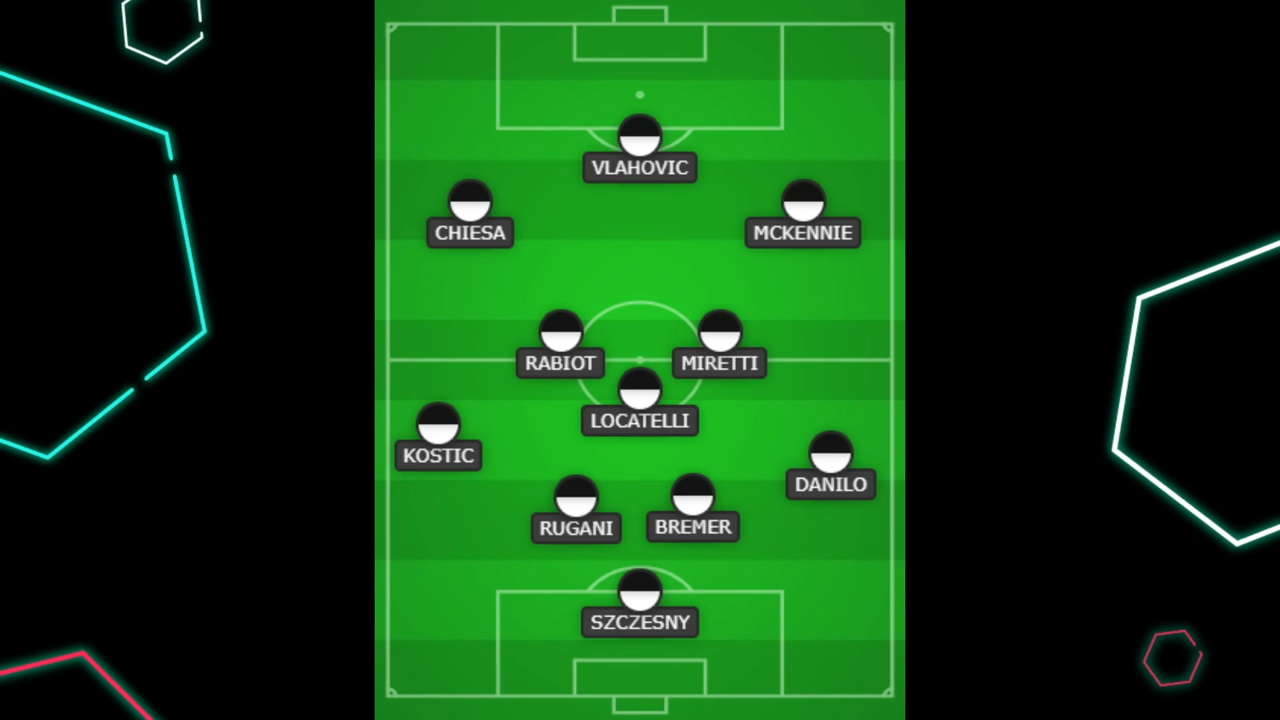 VLAHOVIC
CHIESA
MCKENNIE
RABIOT
MIRETTI
LOCATELLI
KOSTIC
DANILO
RUGANI
BREMER
SZCZESNY